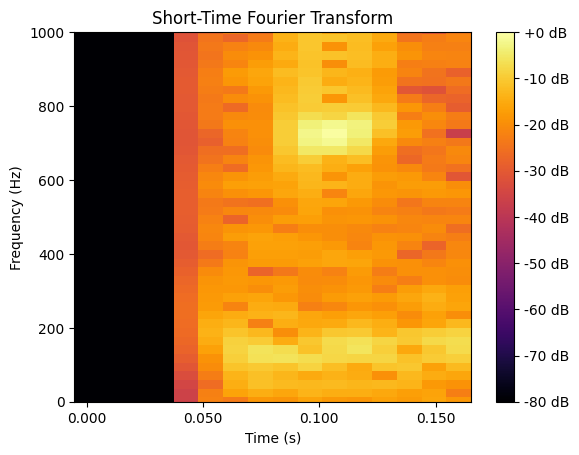 Short-Time Fourier Transform
1000
800
600
400
200
0
Frequency (Hz)
0.000
0.050
0.100
0.150
Time (s)
+0 dB
-10 dB
-20 dB
-30 dB
-40 dB
-50 dB
-60 dB
-70 dB
-80 dB